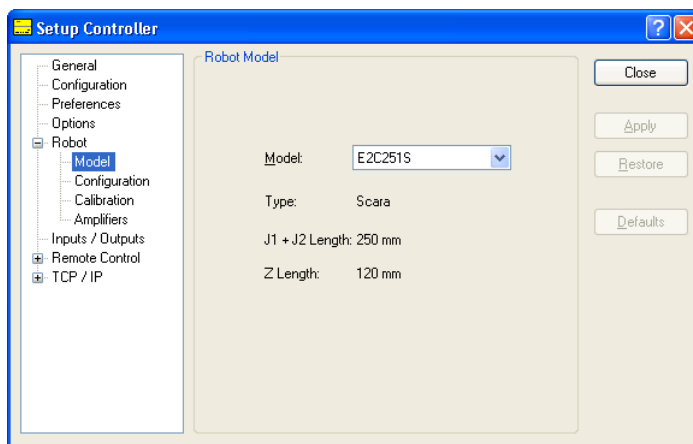 Setup Controller
General
Configuration
Preferences
Options
Robot
Model
Configuration
Calibration
Amplifiers
Inputs / Outputs
Remote Control
TCP / IP
Robot Model
Model: E2C251S
Type: Scara
J1 + J2 Length: 250 mm
Z Length: 120 mm
Close
Apply
Restore
Defaults